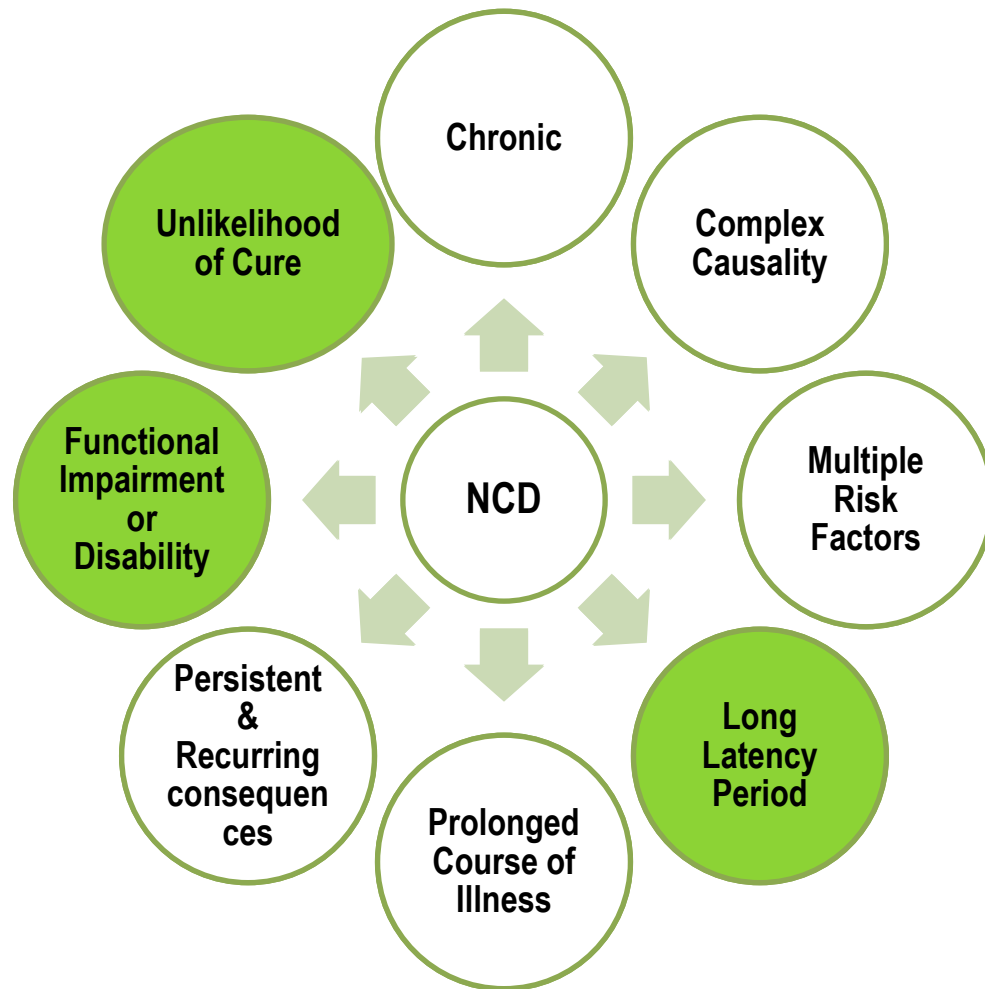 Chronic
Complex
Causality
Multiple
Risk
Factors
Long
Latency
Period
Prolonged
Course of
Illness
Persistent
&
Recurring
consequen
ces
Functional
Impairment
or
Disability
Unlikelihood
of Cure
NCD